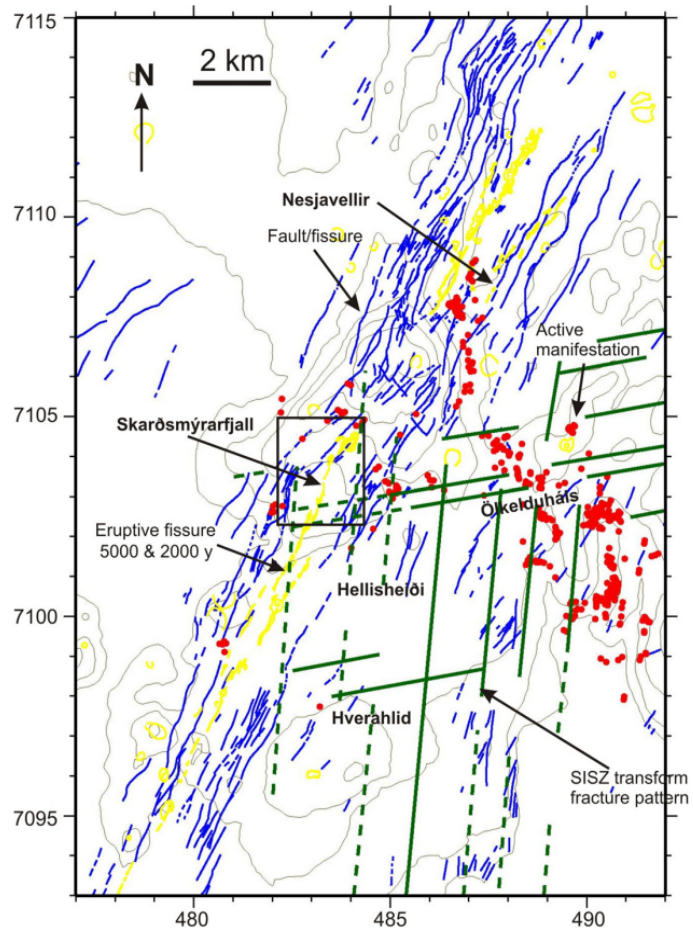 7115
2 km
N
7110
Nesjavellir
Fault/fissure
Active
manifestation
7105
Skarðsmýrarfjall
Ölkelduháls
Eruptive fissure
5000 & 2000 y
Hellisheiði
7100
Hverahlid
SISZ transform
fracture pattern
7095
480
485
490